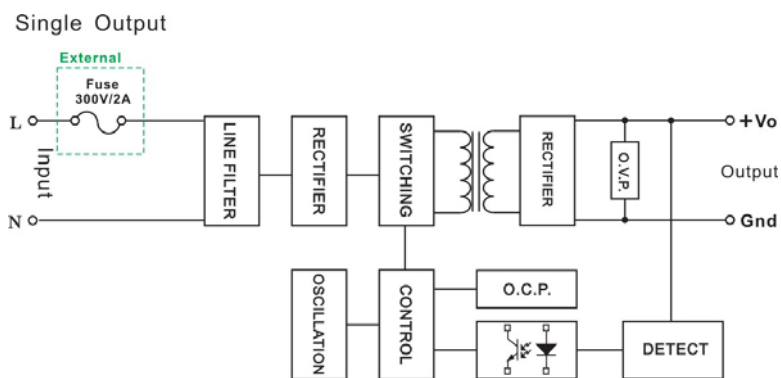 Single Output
External
Fuse
300V/2A
L
Input
N
LINE FILTER
RECTIFIER
SWITCHING
RECTIFIER
O.V.P.
+Vo
Output
Gnd
OSCILLATION
CONTROL
O.C.P.
DETECT